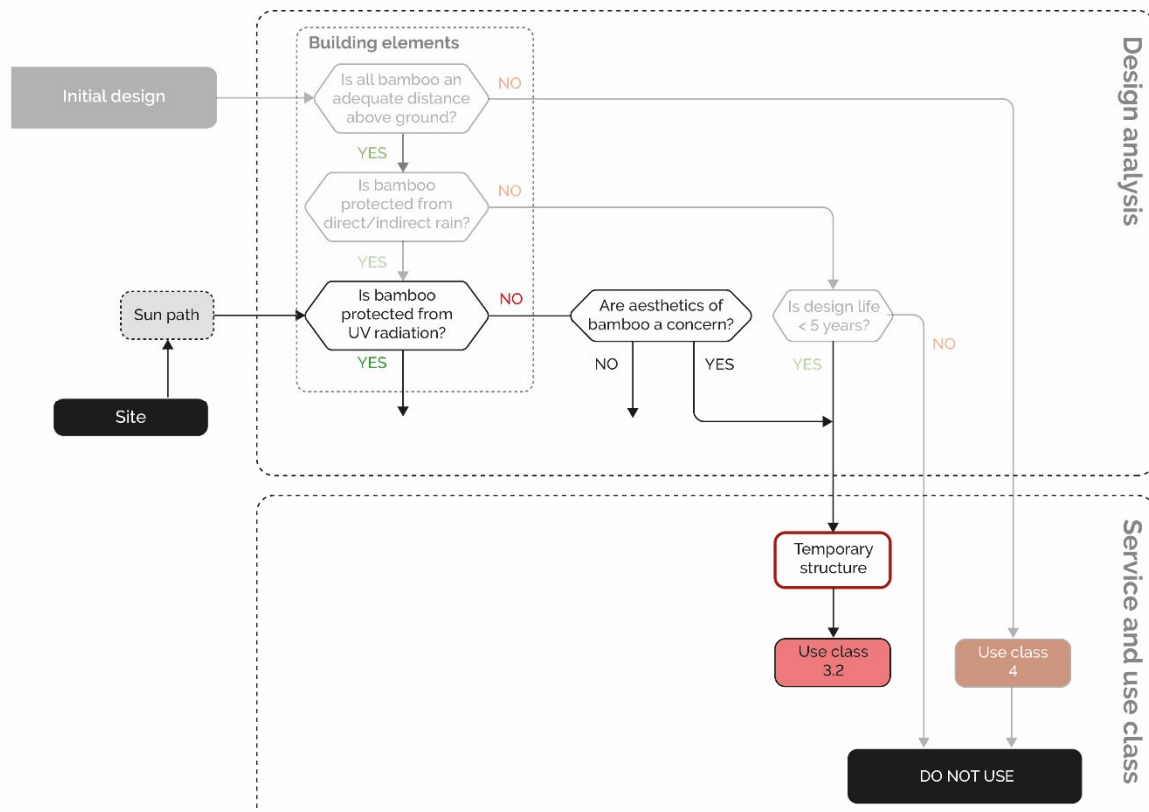 Building elements
Initial design
Is all bamboo an
adequate distance
above ground?
NO
YES
Is bamboo
protected from
direct/indirect rain?
NO
YES
Sun path
Is bamboo
protected from
UV radiation?
NO
YES
Are aesthetics of
bamboo a concern?
NO
YES
Is design life
< 5 years?
NO
YES
Site
Design analysis
Temporary
structure
Use class
3.2
Use class
4
DO NOT USE
Service and use class